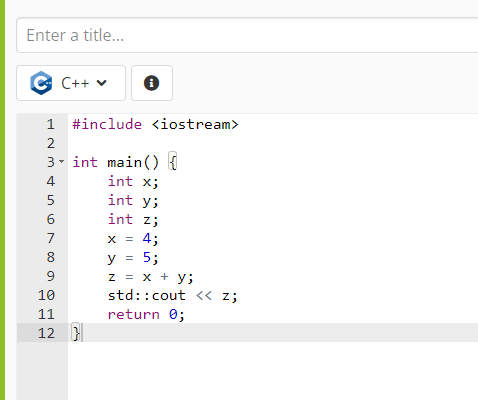 Enter a title...
C++
1 #include <iostream>
2
3 int main() {
4     int x;
5     int y;
6     int z;
7     x = 4;
8     y = 5;
9     z = x + y;
10     std::cout << z;
11     return 0;
12 }